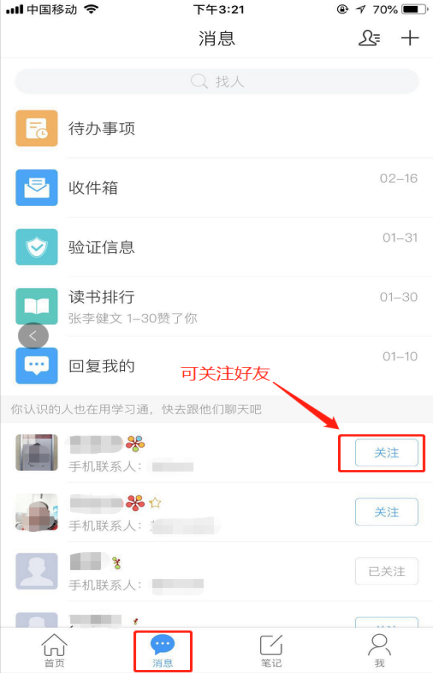 中国移动 下午3:21 70%
消息
找人
待办事项
收件箱 02-16
验证信息 01-31
读书排行 01-30
张李健文 1-30赞了你
回复我的 01-10
可关注好友
你认识的人也在用学习通，快去跟他们聊天吧
关注
手机联系人：
关注
手机联系人：
已关注
手机联系人：
首页 消息 笔记 我